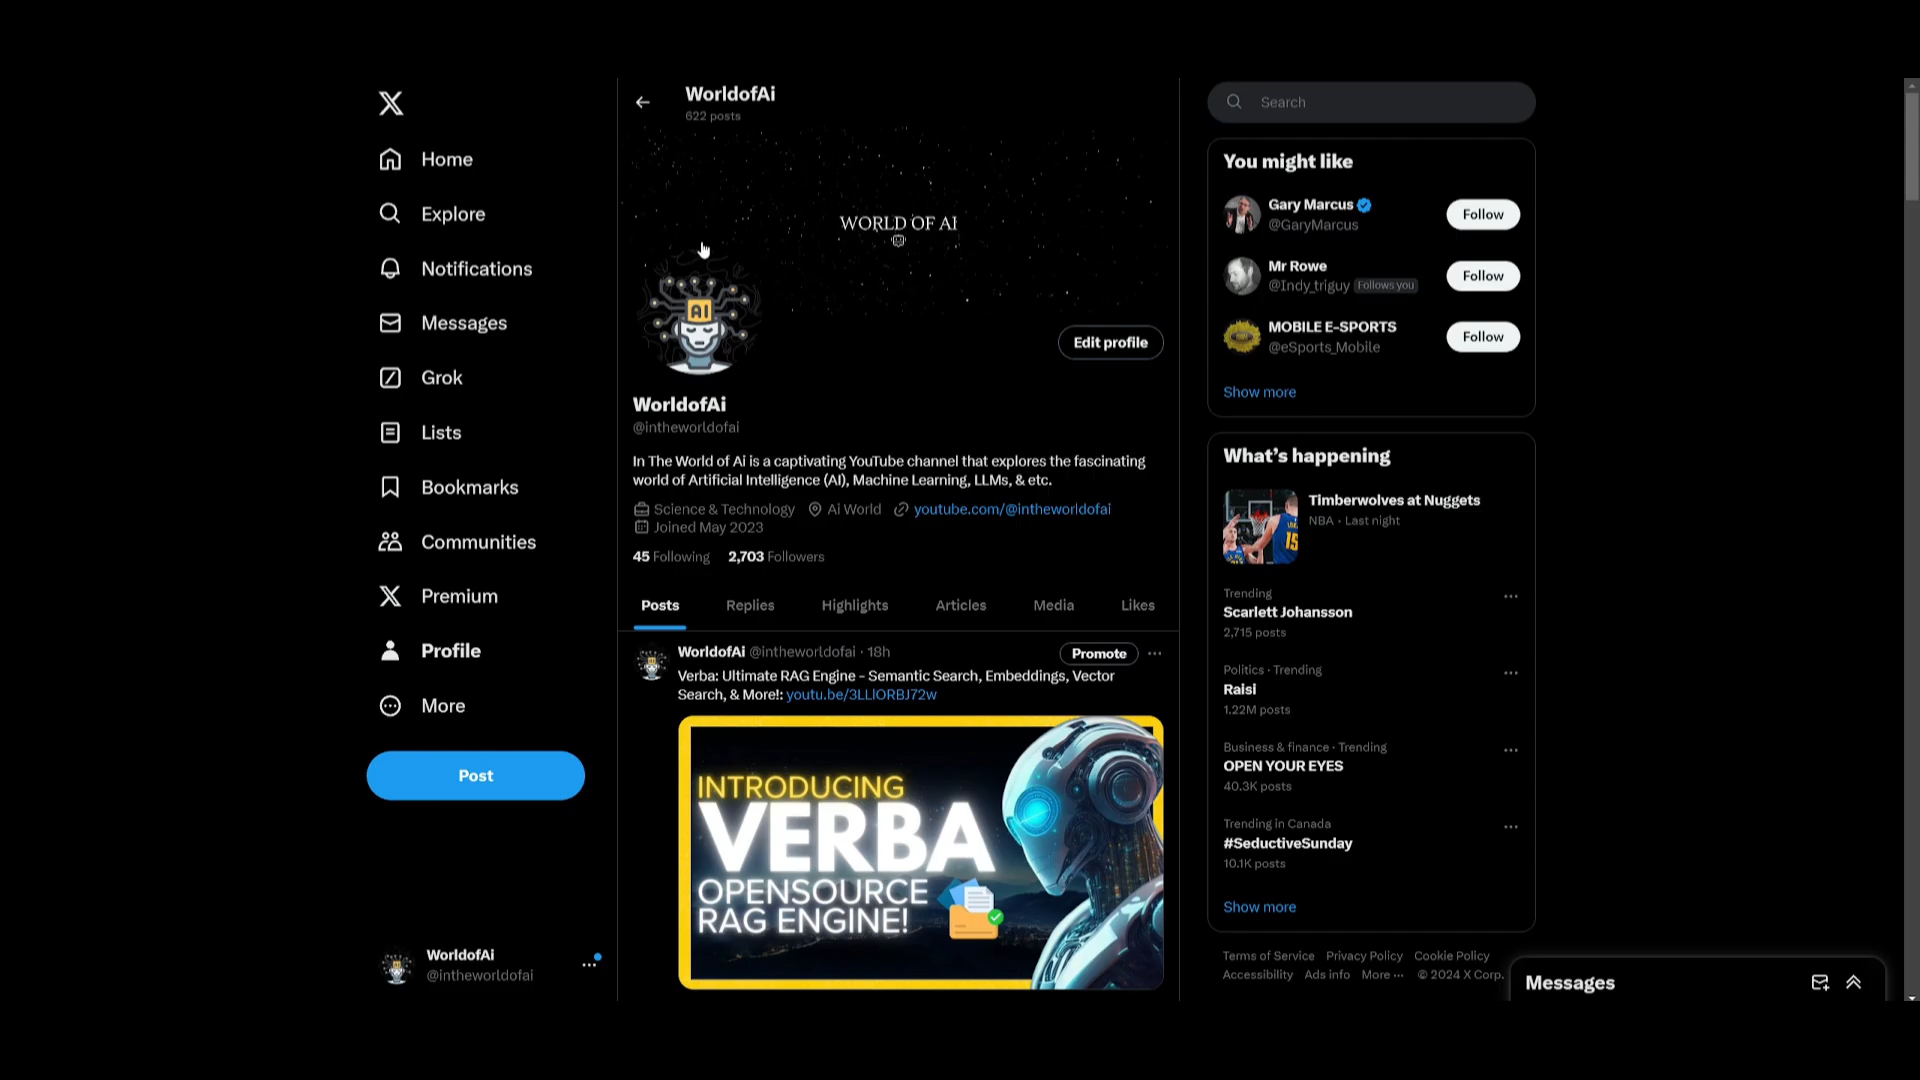 Home
Explore
Notifications
Messages
Grok
Lists
Bookmarks
Communities
Premium
Profile
More
Post
WorldofAi
@intheworldofai
WorldofAi
622 posts
WORLD OF AI
AI
Edit profile
WorldofAi
@intheworldofai
In The World of Ai is a captivating YouTube channel that explores the fascinating
world of Artificial Intelligence (AI), Machine Learning, LLMs, & etc.
Science & Technology Ai World youtube.com/@intheworldofai
Joined May 2023
45 Following 2,703 Followers
Posts Replies Highlights Articles Media Likes
WorldofAi @intheworldofai · 18h Promote
Verba: Ultimate RAG Engine - Semantic Search, Embeddings, Vector
Search, & More!: youtu.be/3LLlORBJ72w
INTRODUCING
VERBA
OPENSOURCE
RAG ENGINE!
Search
You might like
Gary Marcus
@GaryMarcus
Follow
Mr Rowe
@Indy_triguy Follows you
Follow
MOBILE E-SPORTS
@eSports_Mobile
Follow
Show more
What's happening
Timberwolves at Nuggets
NBA · Last night
15
Trending
Scarlett Johansson
2,715 posts
Politics · Trending
Raisi
1.22M posts
Business & finance · Trending
OPEN YOUR EYES
40.3K posts
Trending in Canada
#SeductiveSunday
10.1K posts
Show more
Terms of Service Privacy Policy Cookie Policy
Accessibility Ads info More ··· © 2024 X Corp.
Messages